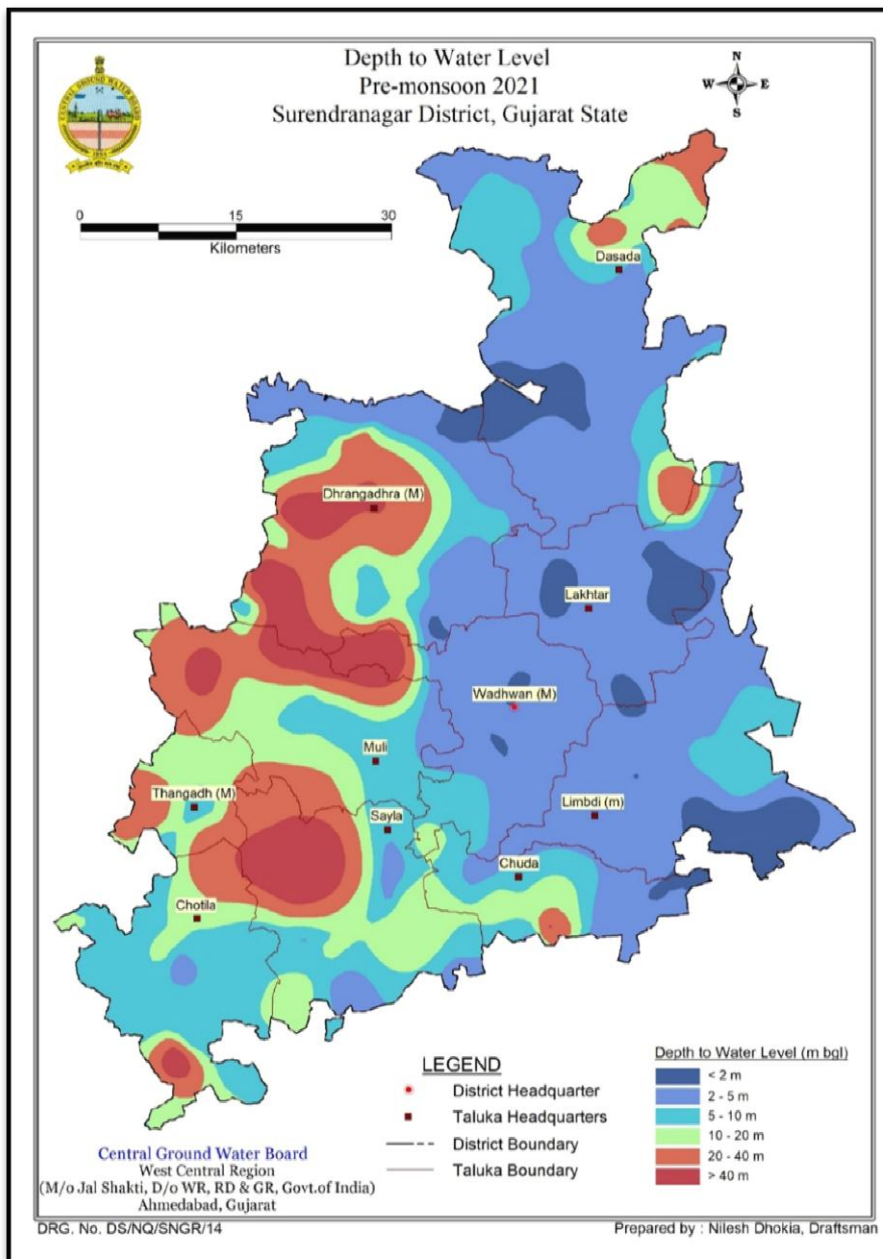 Depth to Water Level
Pre-monsoon 2021
Surendranagar District, Gujarat State
CENTRAL GROUND WATER BOARD
N
W E
S
0 15 30
Kilometers
Dasada
Dhrangadhra (M)
Lakhtar
Wadhwan (M)
Muli
Thangadh (M)
Limbdi (m)
Sayla
Chuda
Chotila
LEGEND
District Headquarter
Taluka Headquarters
District Boundary
Taluka Boundary
Depth to Water Level (m bgl)
< 2 m
2 - 5 m
5 - 10 m
10 - 20 m
20 - 40 m
> 40 m
Central Ground Water Board
West Central Region
(M/o Jal Shakti, D/o WR, RD & GR, Govt.of India)
Ahmedabad, Gujarat
DRG. No. DS/NQ/SNGR/14
Prepared by : Nilesh Dhokia, Draftsman